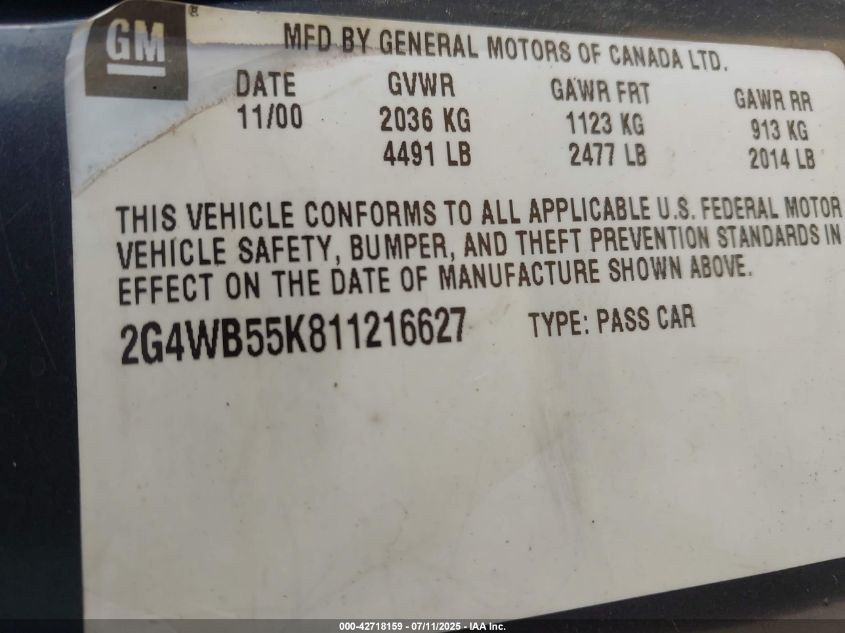 GM
MFD BY GENERAL MOTORS OF CANADA LTD.
DATE GVWR GAWR FRT GAWR RR
11/00 2036 KG 1123 KG 913 KG
4491 LB 2477 LB 2014 LB
THIS VEHICLE CONFORMS TO ALL APPLICABLE U.S. FEDERAL MOTOR
VEHICLE SAFETY, BUMPER, AND THEFT PREVENTION STANDARDS IN
EFFECT ON THE DATE OF MANUFACTURE SHOWN ABOVE.
2G4WB55K811216627 TYPE: PASS CAR
000-42718159 - 07/11/2025 - IAA Inc.